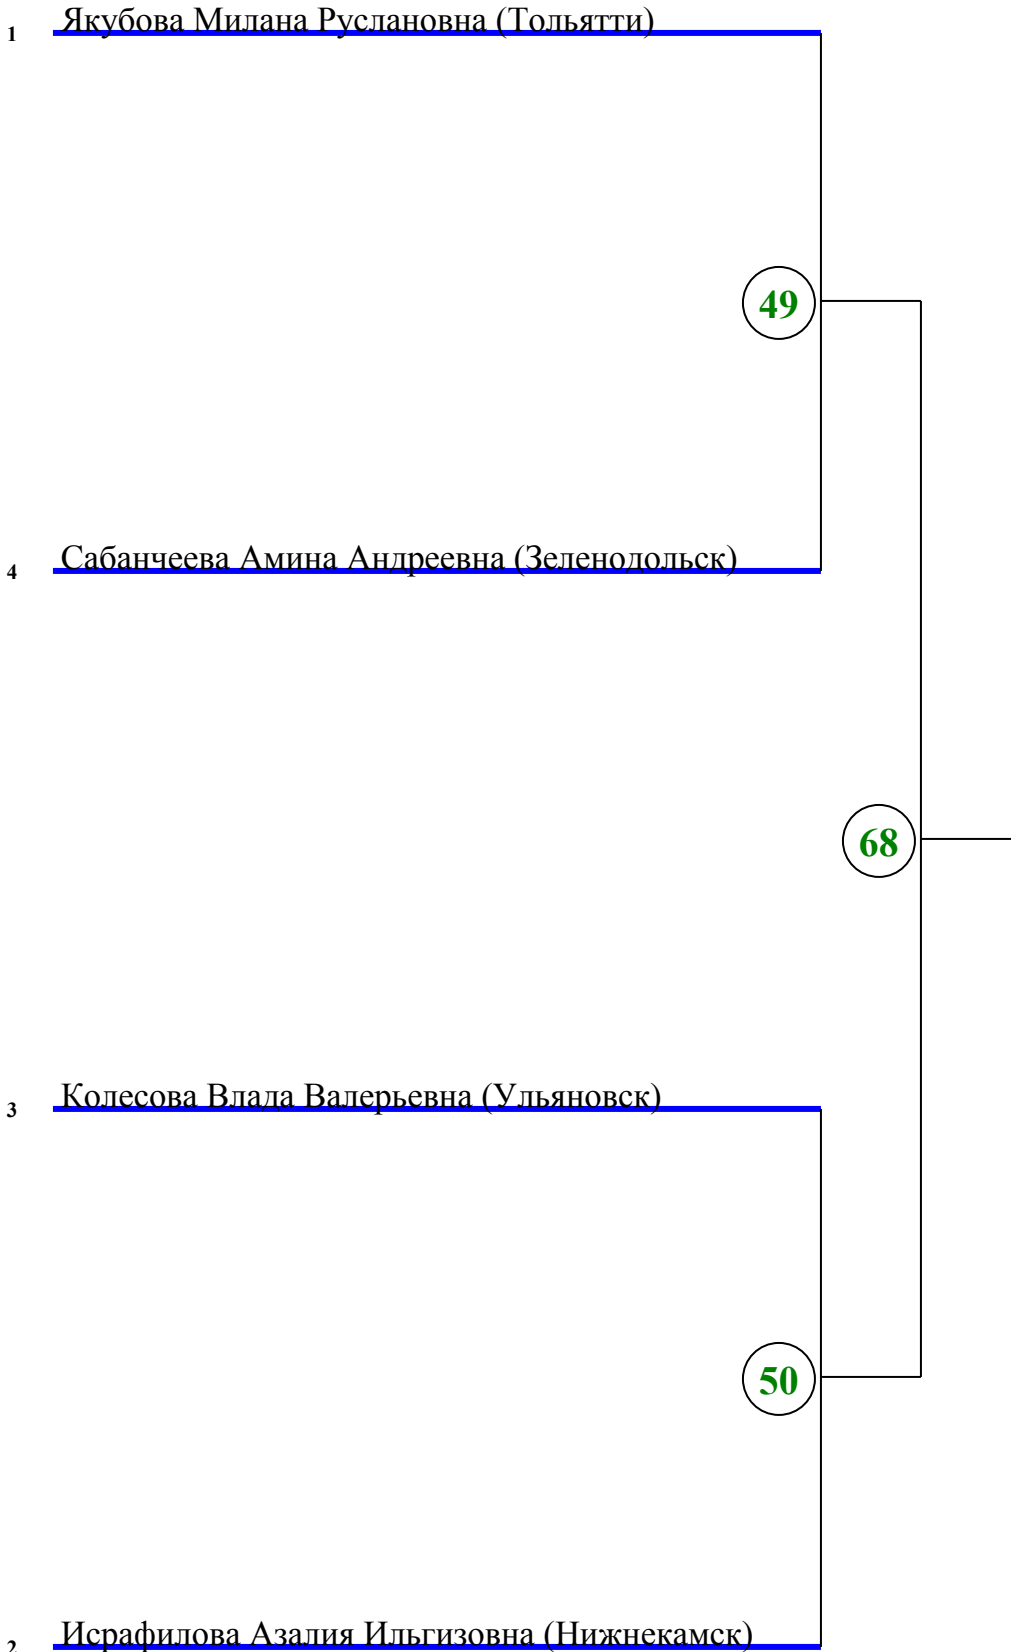 1 Якубова Милана Руслановна (Тольятти)
49
4 Сабанчеева Амина Андреевна (Зеленодольск)
68
3 Колесова Влада Валерьевна (Ульяновск)
50
2 Исрафилова Азалия Ильгизовна (Нижнекамск)